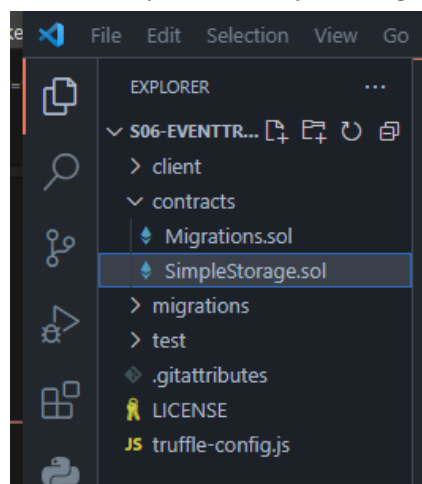 File Edit Selection View Go
EXPLORER ...
S06-EVENTTR...
client
contracts
Migrations.sol
SimpleStorage.sol
migrations
test
.gitattributes
LICENSE
JS truffle-config.js